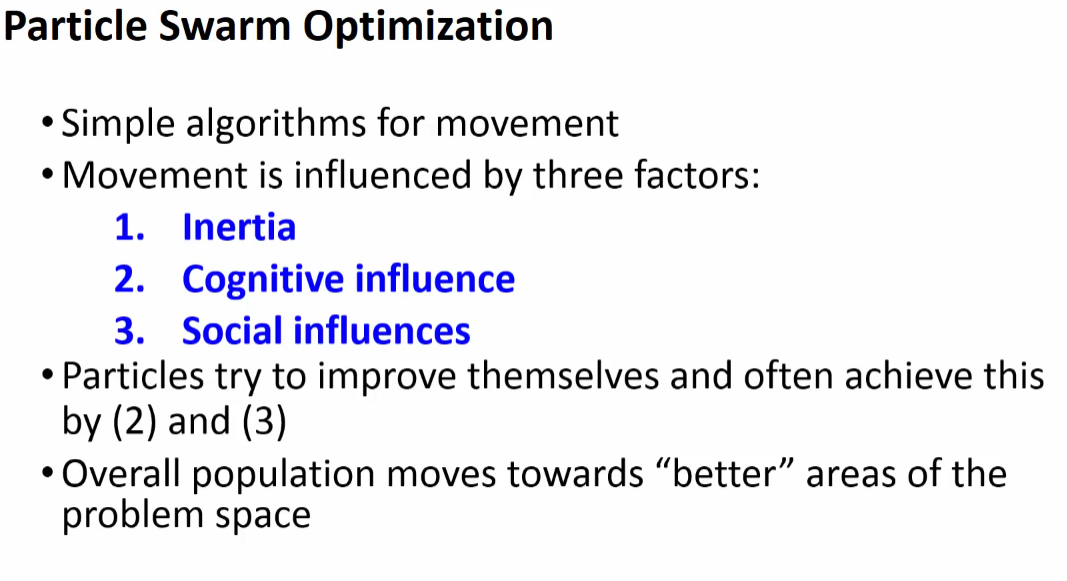 Particle Swarm Optimization
• Simple algorithms for movement
• Movement is influenced by three factors:
1. Inertia
2. Cognitive influence
3. Social influences
• Particles try to improve themselves and often achieve this
by (2) and (3)
• Overall population moves towards “better” areas of the
problem space